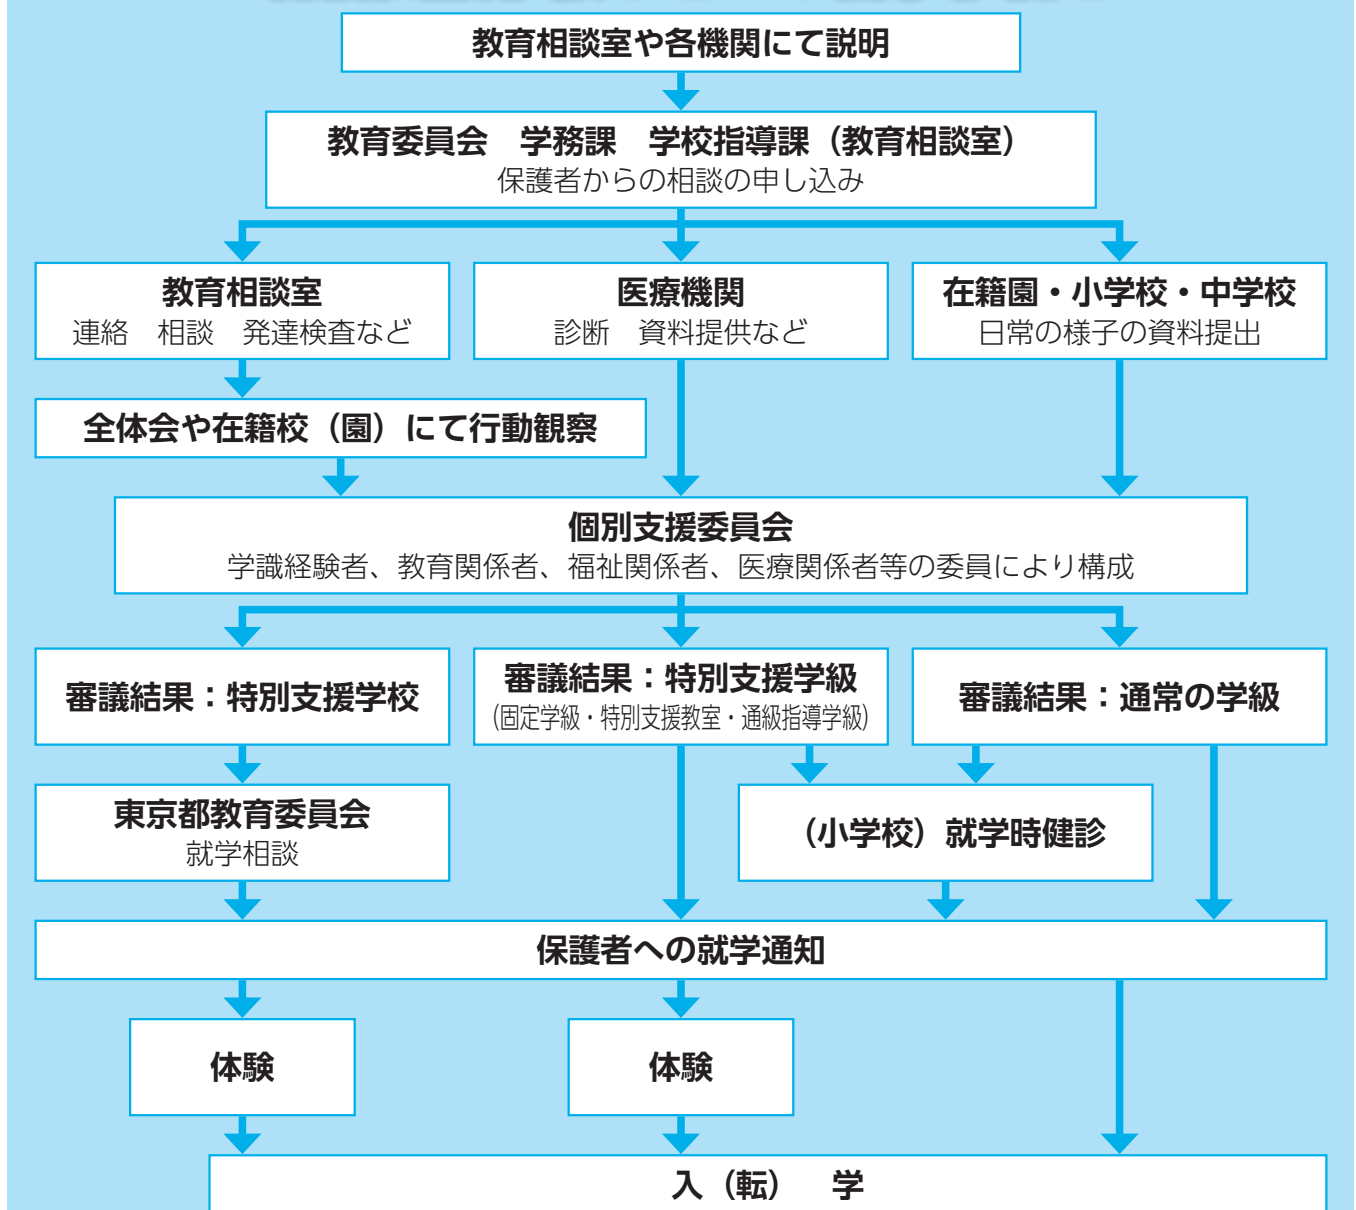 教育相談室や各機関にて説明
教育委員会　学務課　学校指導課（教育相談室）
保護者からの相談の申し込み
教育相談室
連絡　相談　発達検査など
医療機関
診断　資料提供など
在籍園・小学校・中学校
日常の様子の資料提出
全体会や在籍校（園）にて行動観察
個別支援委員会
学識経験者、教育関係者、福祉関係者、医療関係者等の委員により構成
審議結果：特別支援学校
審議結果：特別支援学級
(固定学級・特別支援教室・通級指導学級)
審議結果：通常の学級
東京都教育委員会
就学相談
（小学校）就学時健診
保護者への就学通知
体験
体験
入（転）　学